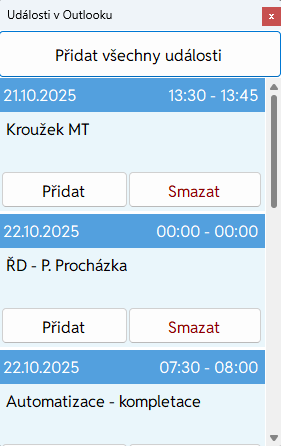 Události v Outlooku
x
Přidat všechny události
21.10.2025 13:30 - 13:45
Kroužek MT
Přidat Smazat
22.10.2025 00:00 - 00:00
ŘD - P. Procházka
Přidat Smazat
22.10.2025 07:30 - 08:00
Automatizace - kompletace